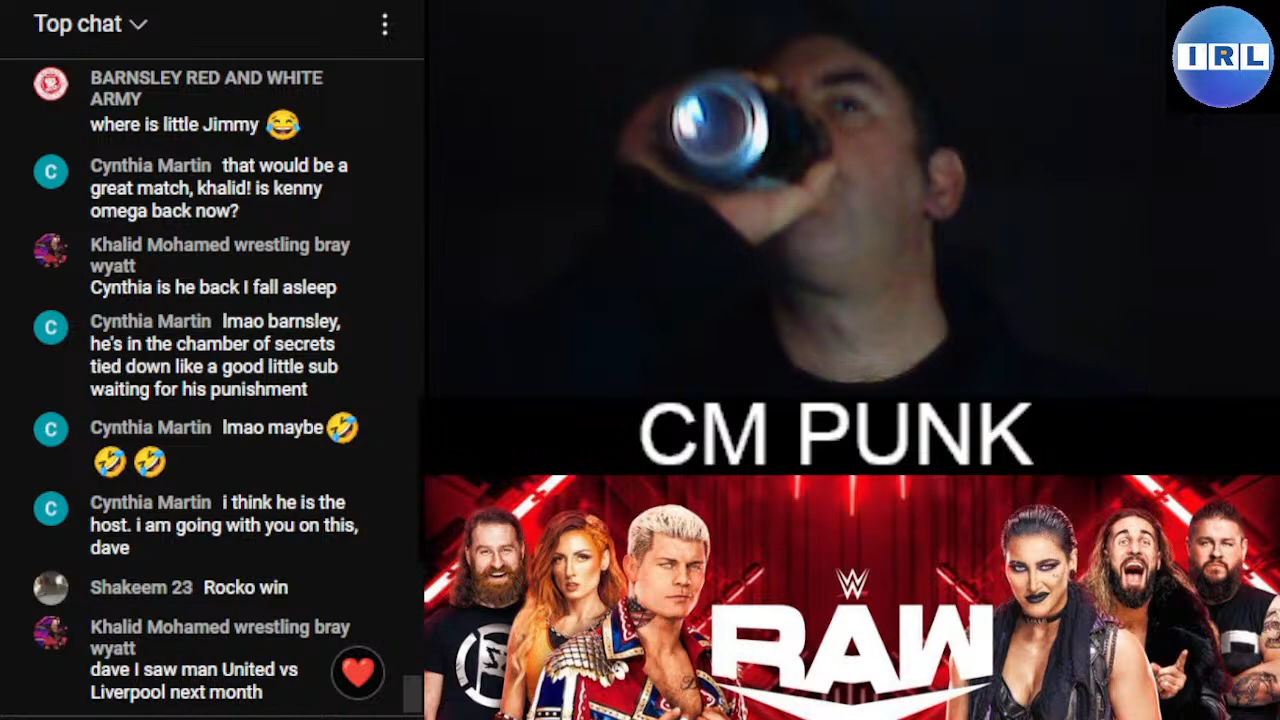 Top chat
BARNSLEY RED AND WHITE
ARMY
where is little Jimmy 😂
C
Cynthia Martin that would be a
great match, khalid! is kenny
omega back now?
Khalid Mohamed wrestling bray
wyatt
Cynthia is he back I fall asleep
C
Cynthia Martin lmao barnsley,
he's in the chamber of secrets
tied down like a good little sub
waiting for his punishment
C
Cynthia Martin lmao maybe 🤣
🤣 🤣
C
Cynthia Martin i think he is the
host. i am going with you on this,
dave
Shakeem 23 Rocko win
Khalid Mohamed wrestling bray
wyatt
dave I saw man United vs
Liverpool next month
IRL
CM PUNK
W
RAW